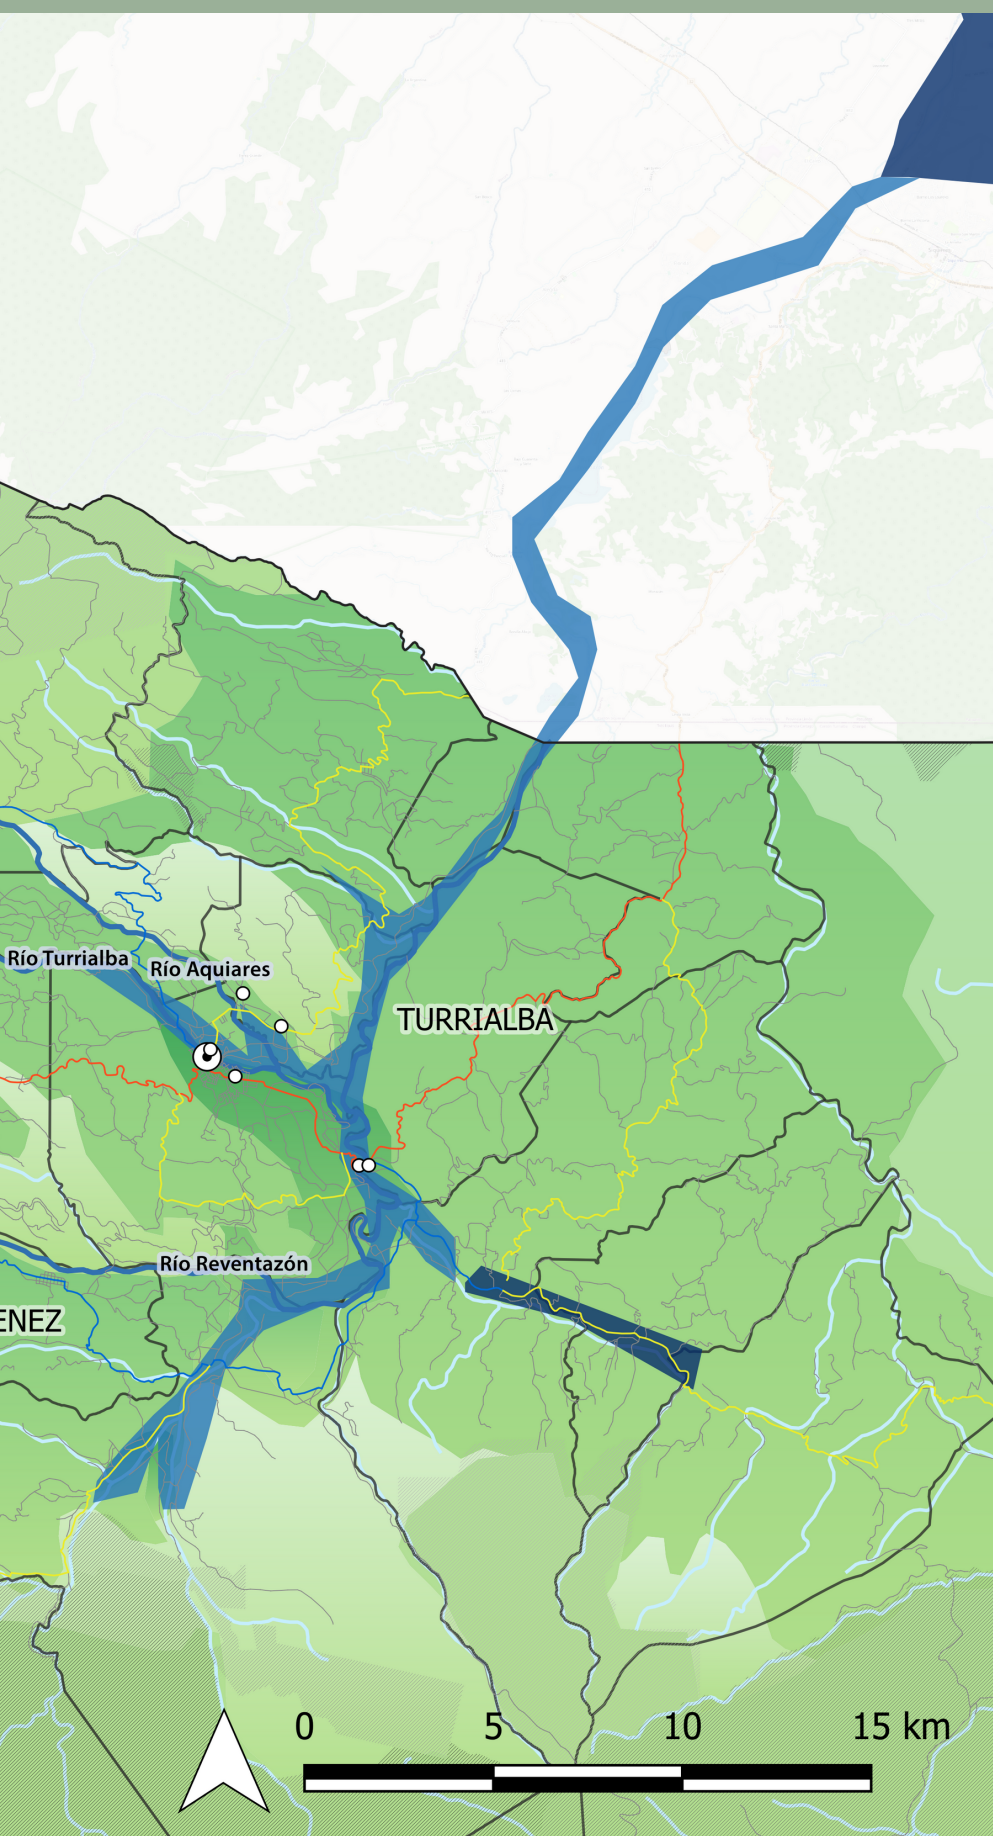 Río Turrialba
Río Aquiares
TURRIALBA
Río Reventazón
ENEZ
0 5 10 15 km